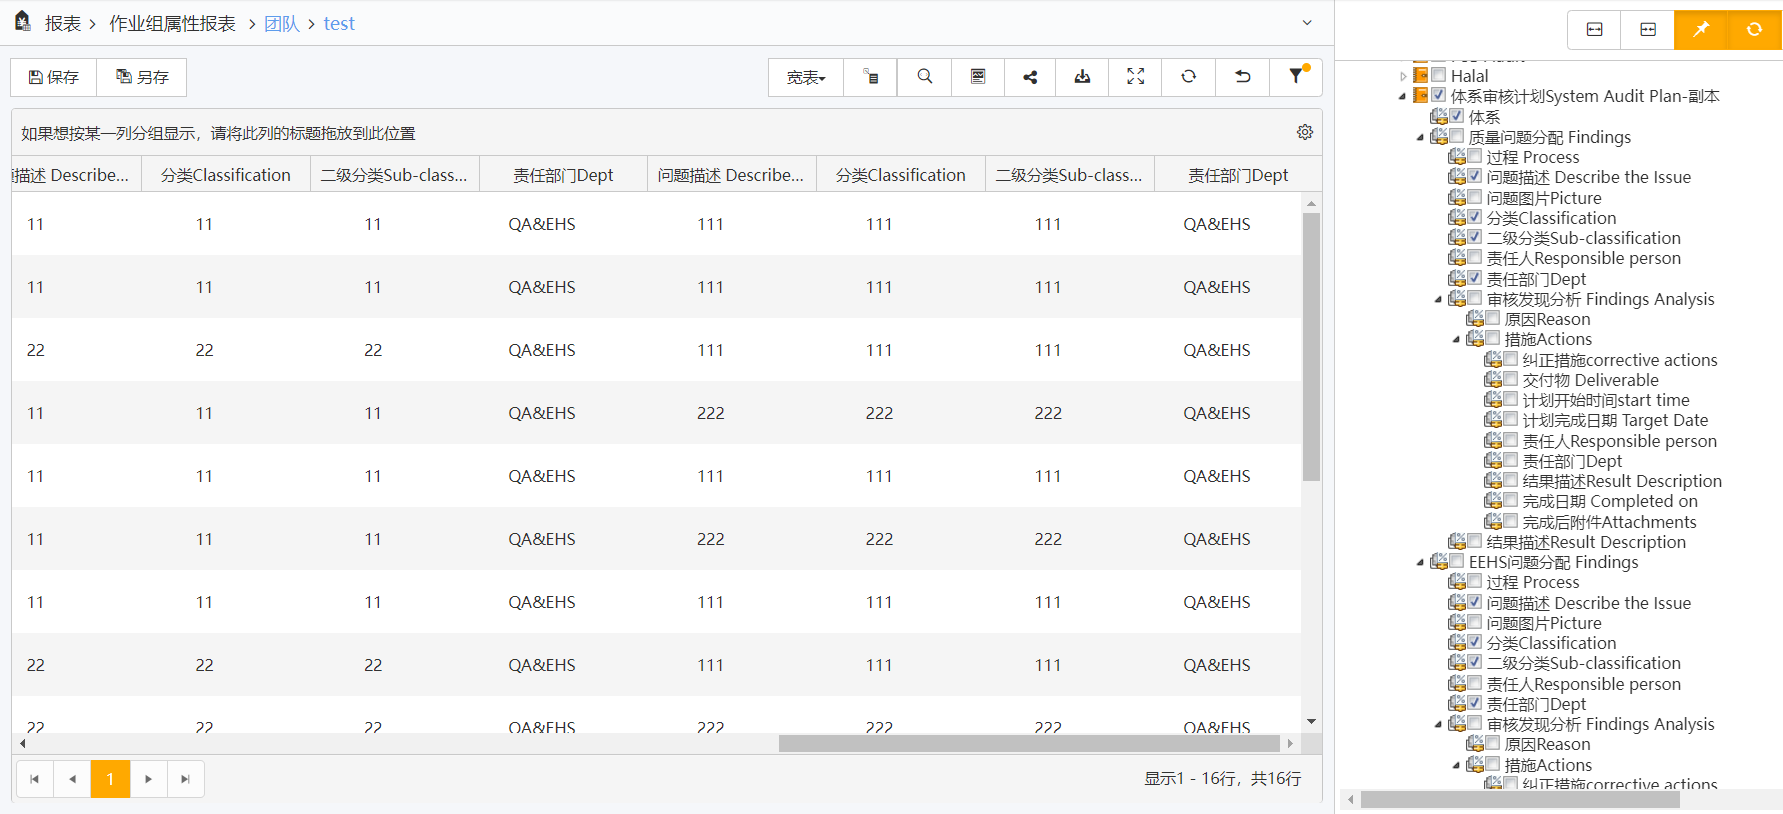 报表 > 作业组属性报表 > 团队 > test
保存 另存 宽表
如果想按某一列分组显示，请将此列的标题拖放到此位置
描述 Describe... 分类Classification 二级分类Sub-class... 责任部门Dept 问题描述 Describe... 分类Classification 二级分类Sub-class... 责任部门Dept
11 11 11 QA&EHS 111 111 111 QA&EHS
11 11 11 QA&EHS 111 111 111 QA&EHS
22 22 22 QA&EHS 111 111 111 QA&EHS
11 11 11 QA&EHS 222 222 222 QA&EHS
11 11 11 QA&EHS 111 111 111 QA&EHS
11 11 11 QA&EHS 222 222 222 QA&EHS
11 11 11 QA&EHS 111 111 111 QA&EHS
22 22 22 QA&EHS 111 111 111 QA&EHS
22 22 22 QA&EHS 222 222 222 QA&EHS
1
显示1 - 16行，共16行
Halal
体系审核计划System Audit Plan-副本
体系
质量问题分配 Findings
过程 Process
问题描述 Describe the Issue
问题图片Picture
分类Classification
二级分类Sub-classification
责任人Responsible person
责任部门Dept
审核发现分析 Findings Analysis
原因Reason
措施Actions
纠正措施corrective actions
交付物 Deliverable
计划开始时间start time
计划完成日期 Target Date
责任人Responsible person
责任部门Dept
结果描述Result Description
完成日期 Completed on
完成后附件Attachments
结果描述Result Description
EEHS问题分配 Findings
过程 Process
问题描述 Describe the Issue
问题图片Picture
分类Classification
二级分类Sub-classification
责任人Responsible person
责任部门Dept
审核发现分析 Findings Analysis
原因Reason
措施Actions
纠正措施corrective actions